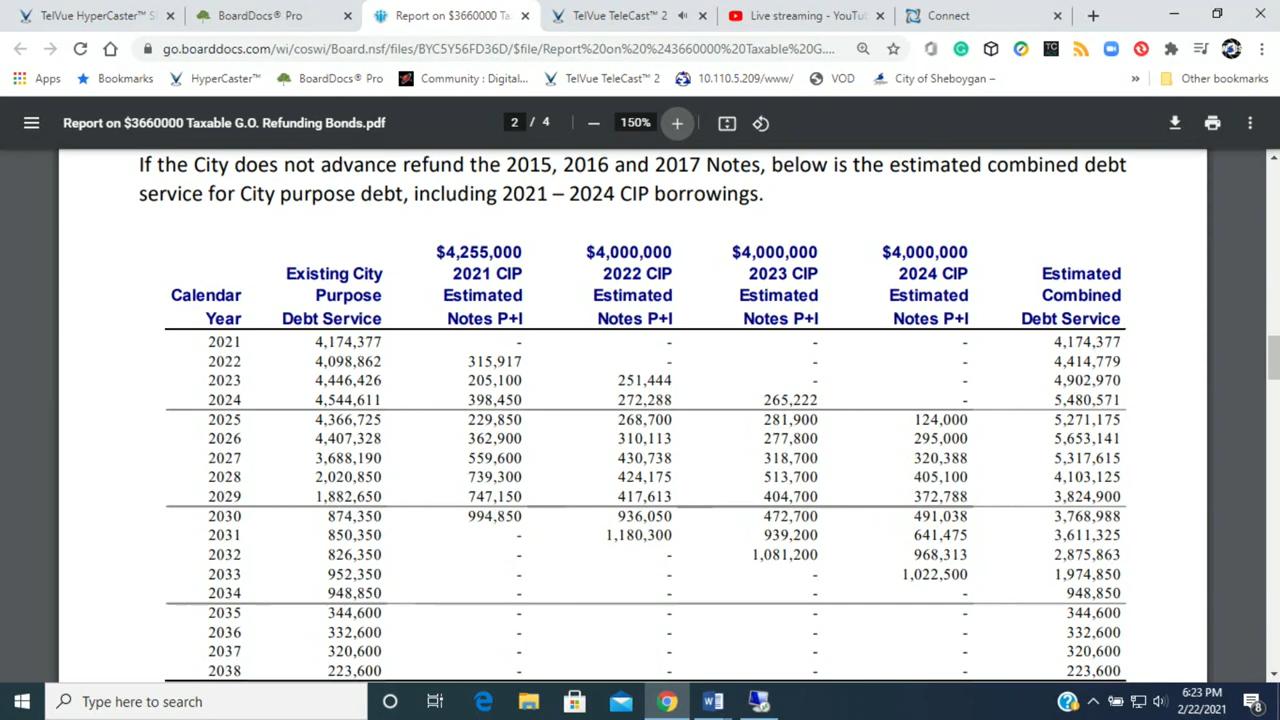 TelVue HyperCaster™ S
BoardDocs® Pro
Report on $3660000 Ta
TelVue TeleCast™ 2
Live streaming - YouTu
Connect
go.boarddocs.com/wi/coswi/Board.nsf/files/BYC5Y56FD36D/$file/Report%20on%20%243660000%20Taxable%20G....
Apps
Bookmarks
HyperCaster™
BoardDocs® Pro
Community : Digital...
TelVue TeleCast™ 2
10.110.5.209/www/
VOD
City of Sheboygan –
»
Other bookmarks
Report on $3660000 Taxable G.O. Refunding Bonds.pdf
2 / 4
150%
If the City does not advance refund the 2015, 2016 and 2017 Notes, below is the estimated combined debt
service for City purpose debt, including 2021 – 2024 CIP borrowings.
$4,255,000 $4,000,000 $4,000,000 $4,000,000
Existing City 2021 CIP 2022 CIP 2023 CIP 2024 CIP Estimated
Calendar Purpose Estimated Estimated Estimated Estimated Combined
Year Debt Service Notes P+I Notes P+I Notes P+I Notes P+I Debt Service
2021 4,174,377 - - - - 4,174,377
2022 4,098,862 315,917 - - - 4,414,779
2023 4,446,426 205,100 251,444 - - 4,902,970
2024 4,544,611 398,450 272,288 265,222 - 5,480,571
2025 4,366,725 229,850 268,700 281,900 124,000 5,271,175
2026 4,407,328 362,900 310,113 277,800 295,000 5,653,141
2027 3,688,190 559,600 430,738 318,700 320,388 5,317,615
2028 2,020,850 739,300 424,175 513,700 405,100 4,103,125
2029 1,882,650 747,150 417,613 404,700 372,788 3,824,900
2030 874,350 994,850 936,050 472,700 491,038 3,768,988
2031 850,350 - 1,180,300 939,200 641,475 3,611,325
2032 826,350 - - 1,081,200 968,313 2,875,863
2033 952,350 - - - 1,022,500 1,974,850
2034 948,850 - - - - 948,850
2035 344,600 - - - - 344,600
2036 332,600 - - - - 332,600
2037 320,600 - - - - 320,600
2038 223,600 - - - - 223,600
Type here to search
6:23 PM
2/22/2021
8